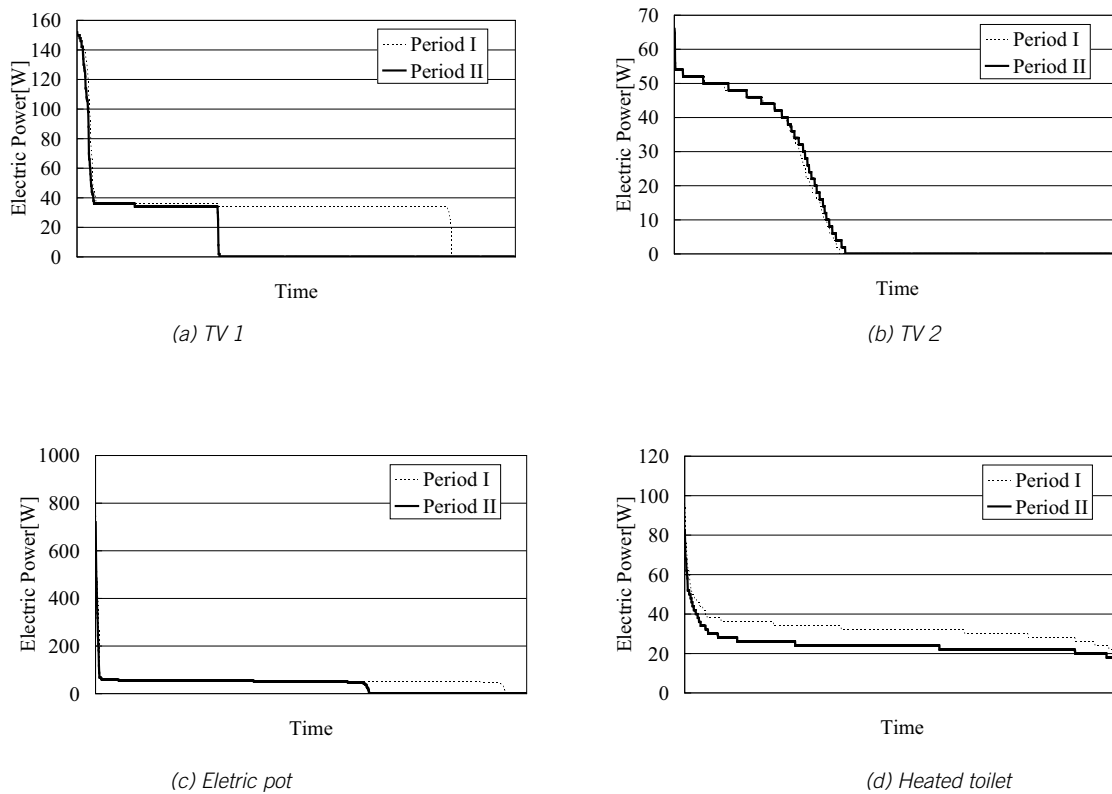 160
140
120
100
80
60
40
20
0
Electric Power[W]
Period I
Period II
Time
(a) TV 1
70
60
50
40
30
20
10
0
Electric Power[W]
Period I
Period II
Time
(b) TV 2
1000
800
600
400
200
0
Electric Power[W]
Period I
Period II
Time
(c) Eletric pot
120
100
80
60
40
20
0
Electric Power[W]
Period I
Period II
Time
(d) Heated toilet